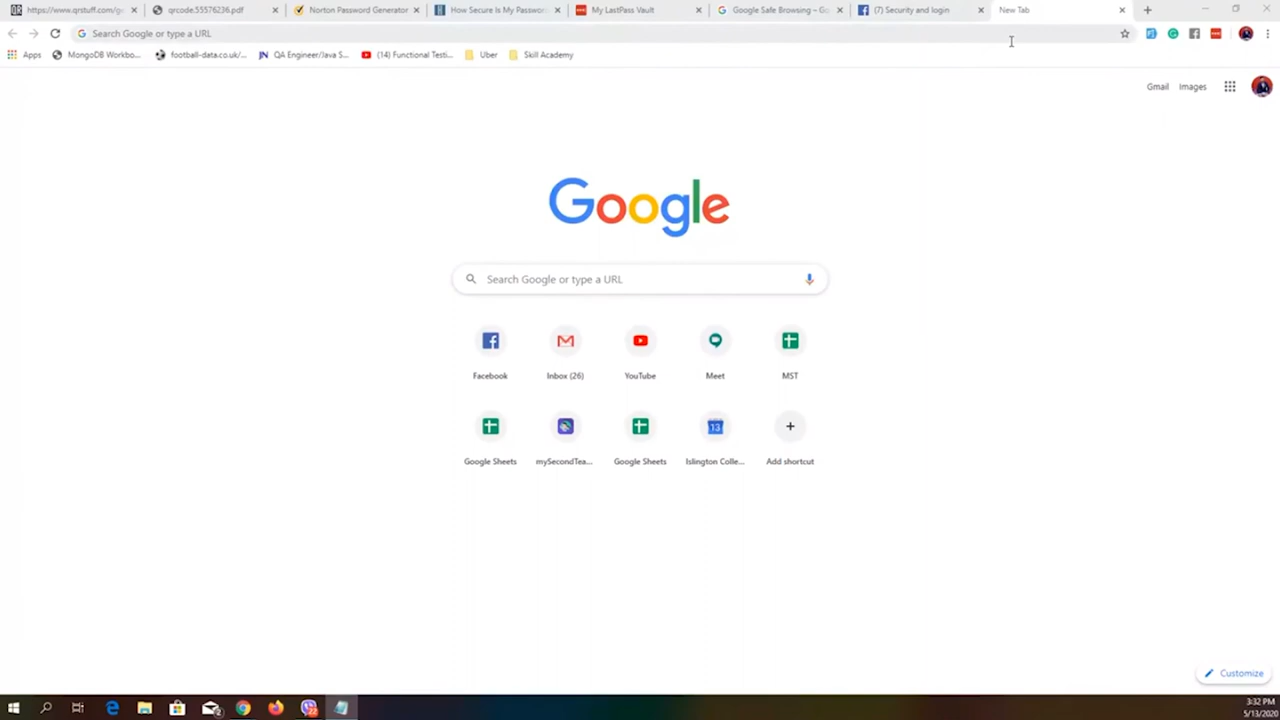 https://www.qrstuff.com/g
qrcode.55576236.pdf
Norton Password Generator
How Secure Is My Passwor
My LastPass Vault
Google Safe Browsing – Go
(7) Security and login
New Tab
Search Google or type a URL
Apps
MongoDB Workbo...
football-data.co.uk/...
QA Engineer/Java S...
(14) Functional Testi...
Uber
Skill Academy
Gmail
Images
Google
Search Google or type a URL
Facebook
Inbox (26)
YouTube
Meet
MST
13
Google Sheets
mySecondTea...
Google Sheets
Islington Colle...
Add shortcut
Customize
3:32 PM
5/13/2020